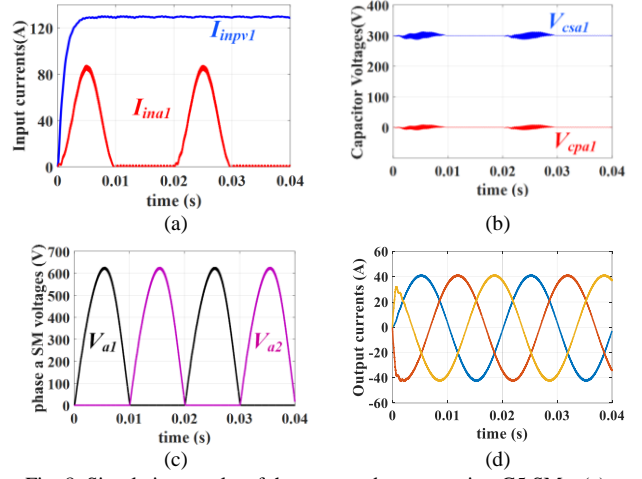 120
80
40
0
Input currents(A)
I_inpv1
I_ina1
0 0.01 0.02 0.03 0.04
time (s)
(a)
400
300
200
100
0
-100
Capacitor Voltages(V)
V_csa1
V_cpa1
0 0.01 0.02 0.03 0.04
time (s)
(b)
700
600
500
400
300
200
100
0
phase a SM voltages (V)
V_a1 V_a2
0 0.01 0.02 0.03 0.04
time (s)
(c)
60
40
20
0
-20
-40
-60
Output currents (A)
0 0.01 0.02 0.03 0.04
time (s)
(d)